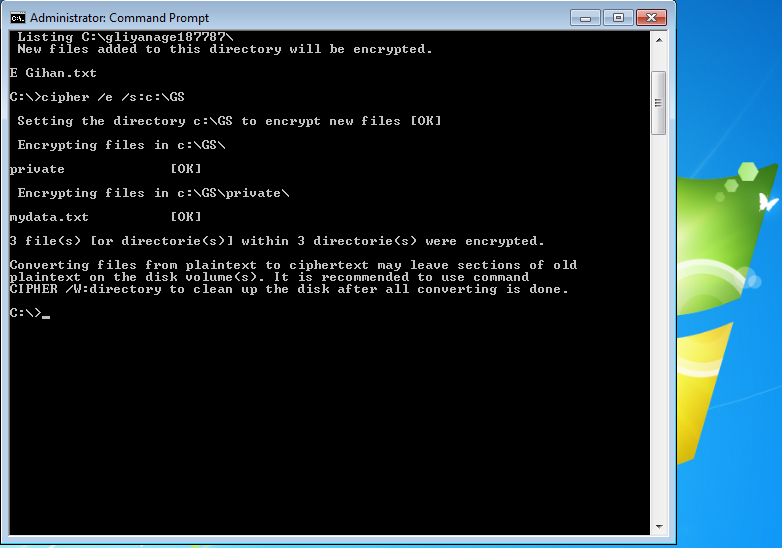 Administrator: Command Prompt
Listing C:\gliyanage187787\
New files added to this directory will be encrypted.
E Gihan.txt
C:\>cipher /e /s:c:\GS
Setting the directory c:\GS to encrypt new files [OK]
Encrypting files in c:\GS\
private [OK]
Encrypting files in c:\GS\private\
mydata.txt [OK]
3 file(s) [or directorie(s)] within 3 directorie(s) were encrypted.
Converting files from plaintext to ciphertext may leave sections of old
plaintext on the disk volume(s). It is recommended to use command
CIPHER /W:directory to clean up the disk after all converting is done.
C:\>_